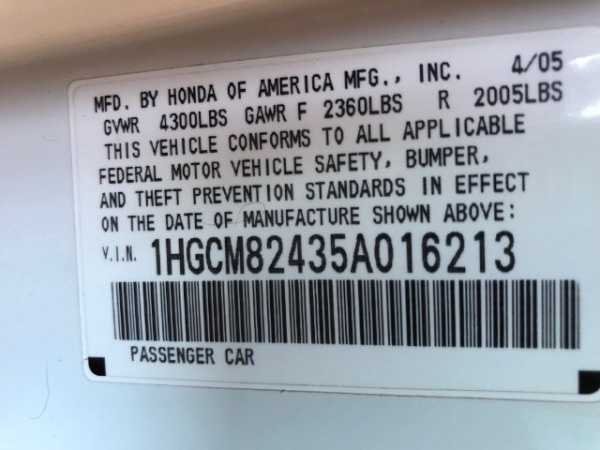 MFD. BY HONDA OF AMERICA MFG., INC. 4/05
GVWR 4300LBS GAWR F 2360LBS R 2005LBS
THIS VEHICLE CONFORMS TO ALL APPLICABLE
FEDERAL MOTOR VEHICLE SAFETY, BUMPER,
AND THEFT PREVENTION STANDARDS IN EFFECT
ON THE DATE OF MANUFACTURE SHOWN ABOVE:
V.I.N. 1HGCM82435A016213
PASSENGER CAR